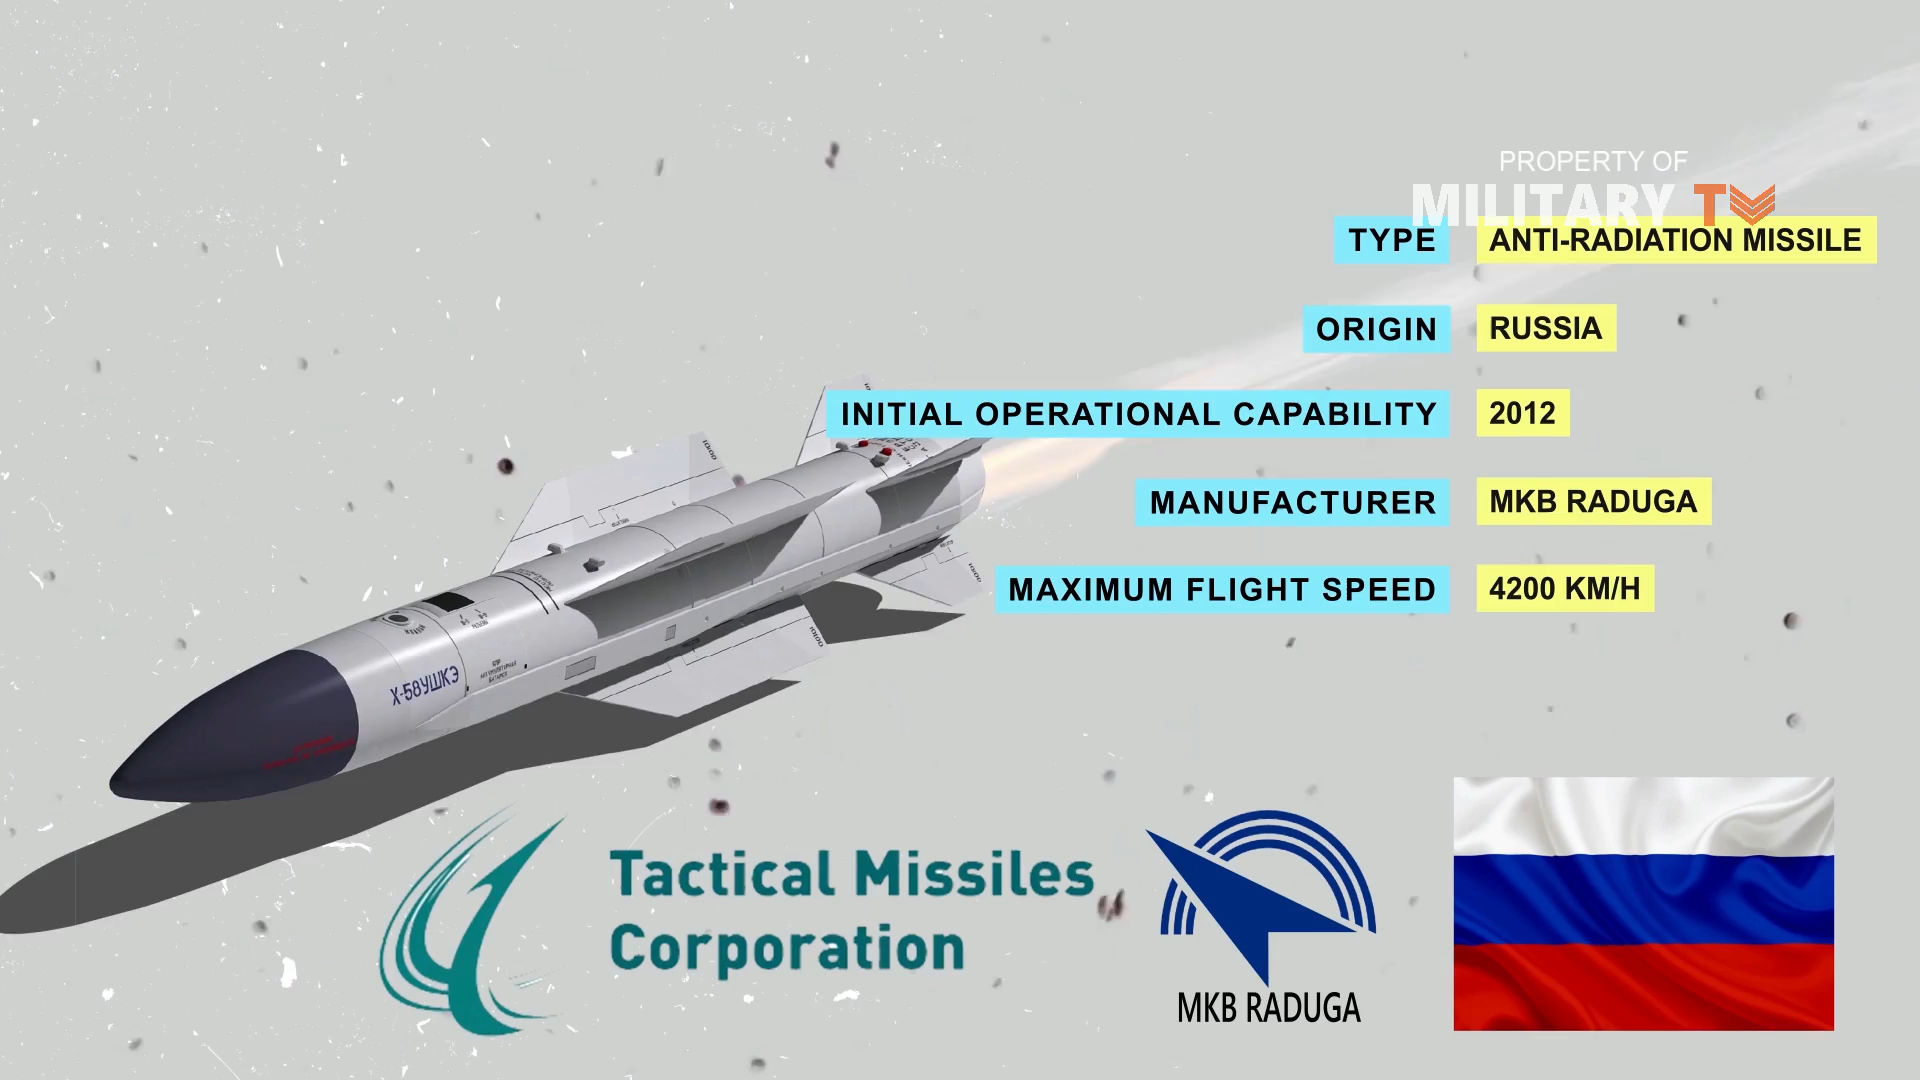 PROPERTY OF
MILITARY TV
TYPE ANTI-RADIATION MISSILE
ORIGIN RUSSIA
INITIAL OPERATIONAL CAPABILITY 2012
MANUFACTURER MKB RADUGA
MAXIMUM FLIGHT SPEED 4200 KM/H
Х-58УШКЭ
Tactical Missiles
Corporation
MKB RADUGA